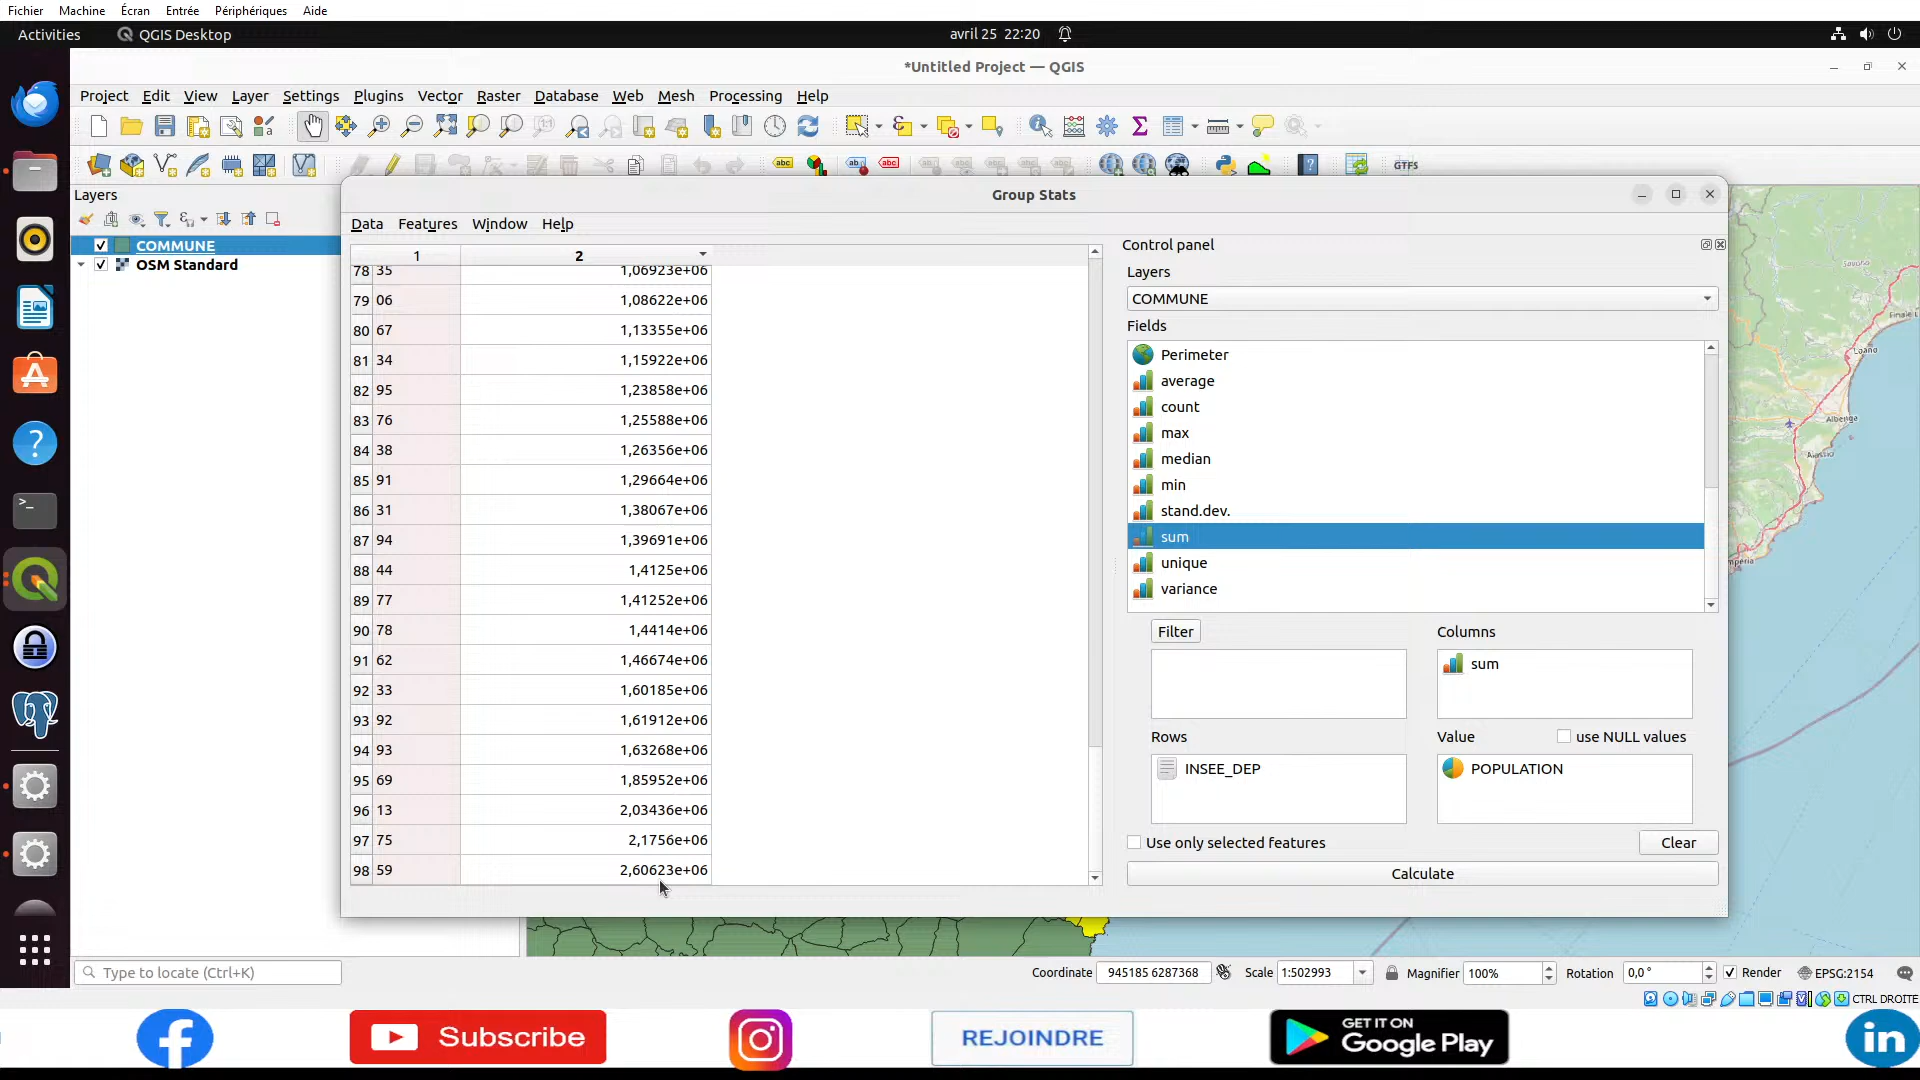 Fichier Machine Écran Entrée Périphériques Aide
Activities QGIS Desktop avril 25 22:20
*Untitled Project — QGIS
Project Edit View Layer Settings Plugins Vector Raster Database Web Mesh Processing Help
GTFS
Layers
COMMUNE
OSM Standard
Group Stats
Data Features Window Help
1 2
78 35 1,06923e+06
79 06 1,08622e+06
80 67 1,13355e+06
81 34 1,15922e+06
82 95 1,23858e+06
83 76 1,25588e+06
84 38 1,26356e+06
85 91 1,29664e+06
86 31 1,38067e+06
87 94 1,39691e+06
88 44 1,4125e+06
89 77 1,41252e+06
90 78 1,4414e+06
91 62 1,46674e+06
92 33 1,60185e+06
93 92 1,61912e+06
94 93 1,63268e+06
95 69 1,85952e+06
96 13 2,03436e+06
97 75 2,1756e+06
98 59 2,60623e+06
Control panel
Layers
COMMUNE
Fields
Perimeter
average
count
max
median
min
stand.dev.
sum
unique
variance
Filter Columns
sum
Rows Value use NULL values
INSEE_DEP POPULATION
Use only selected features Clear
Calculate
Savona
Finale L
Loano
Albenga
Alassio
Type to locate (Ctrl+K) Coordinate 945185 6287368 Scale 1:502993 Magnifier 100% Rotation 0,0 ° Render EPSG:2154
CTRL DROITE
Subscribe REJOINDRE GET IT ON
Google Play
in